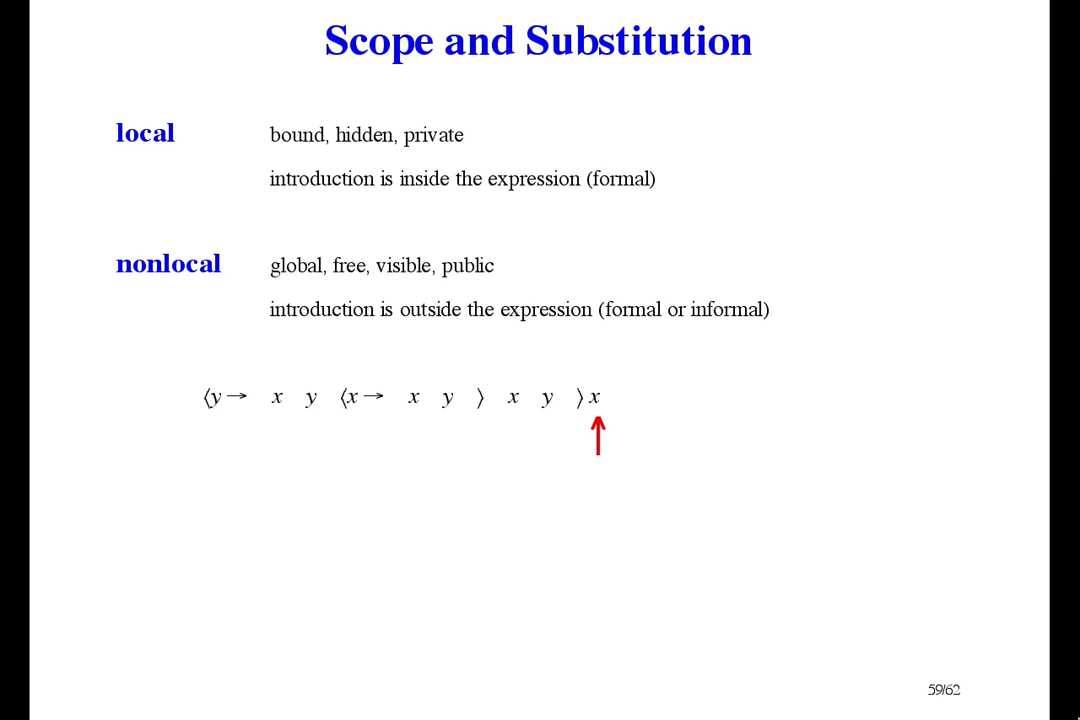 Scope and Substitution
local bound, hidden, private
introduction is inside the expression (formal)
nonlocal global, free, visible, public
introduction is outside the expression (formal or informal)
⟨y→ x y ⟨x→ x y ⟩ x y ⟩ x
59/62